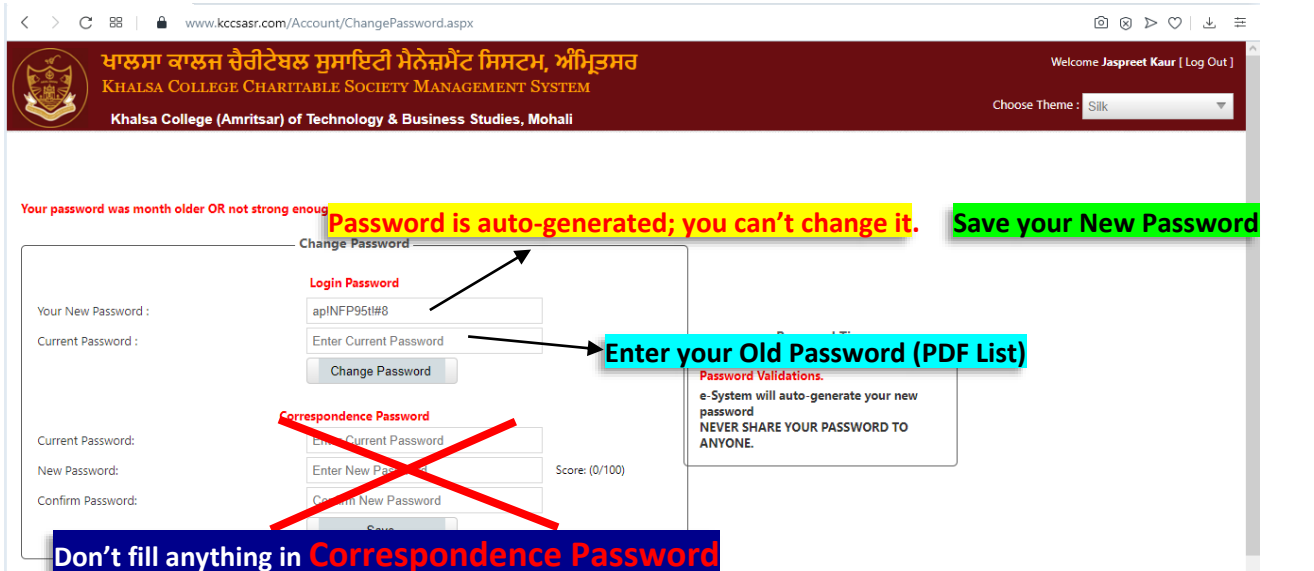 www.kccsasr.com/Account/ChangePassword.aspx
ਖਾਲਸਾ ਕਾਲਜ ਚੈਰੀਟੇਬਲ ਸੁਸਾਇਟੀ ਮੈਨੇਜ਼ਮੈਂਟ ਸਿਸਟਮ, ਅੰਮ੍ਰਿਤਸਰ
KHALSA COLLEGE CHARITABLE SOCIETY MANAGEMENT SYSTEM
Khalsa College (Amritsar) of Technology & Business Studies, Mohali
Welcome Jaspreet Kaur [ Log Out ]
Choose Theme : Silk
Your password was month older OR not strong
Password is auto-generated; you can’t change it. Save your New Password
Change Password
Login Password
Your New Password : ap!NFP95t!#8
Current Password : Enter Current Password
Enter your Old Password (PDF List)
Change Password
Password Validations.
e-System will auto-generate your new
password
NEVER SHARE YOUR PASSWORD TO
ANYONE.
Correspondence Password
Current Password: Enter Current Password
New Password: Enter New Password Score: (0/100)
Confirm Password: Confirm New Password
Save
Don’t fill anything in Correspondence Password